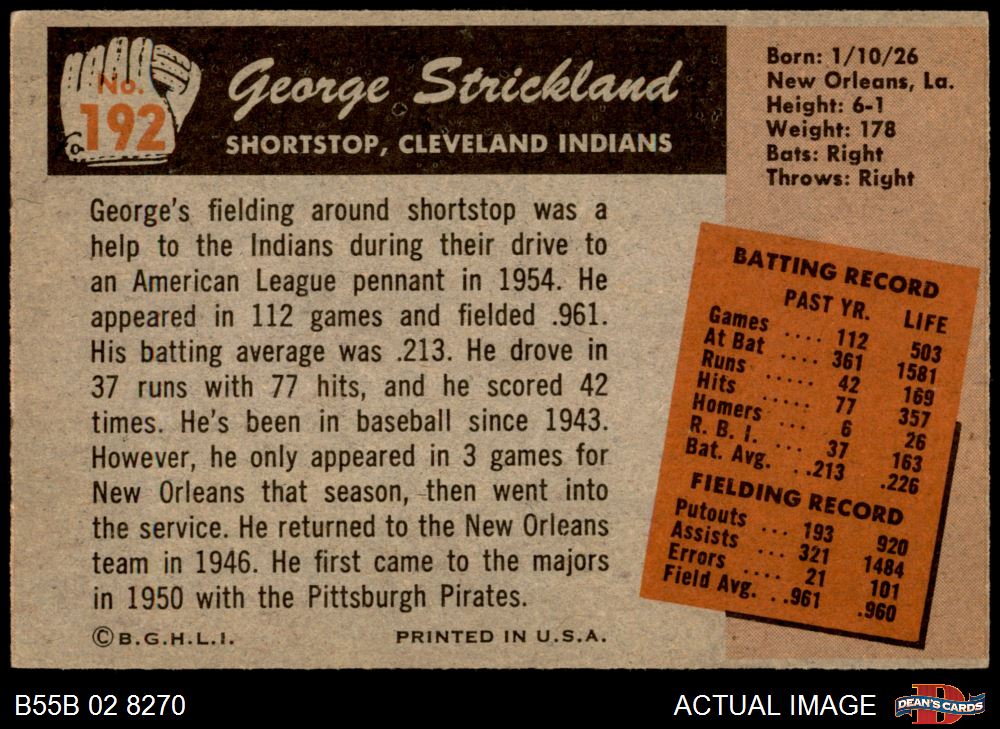 No.
192
George Strickland
SHORTSTOP, CLEVELAND INDIANS
Born: 1/10/26
New Orleans, La.
Height: 6-1
Weight: 178
Bats: Right
Throws: Right
George's fielding around shortstop was a
help to the Indians during their drive to
an American League pennant in 1954. He
appeared in 112 games and fielded .961.
His batting average was .213. He drove in
37 runs with 77 hits, and he scored 42
times. He's been in baseball since 1943.
However, he only appeared in 3 games for
New Orleans that season, then went into
the service. He returned to the New Orleans
team in 1946. He first came to the majors
in 1950 with the Pittsburgh Pirates.
BATTING RECORD
PAST YR. LIFE
Games .... 112 503
At Bat .... 361 1581
Runs ..... 42 169
Hits ..... 77 357
Homers ... 6 26
R. B. I. ... 37 163
Bat. Avg. ..213 .226
FIELDING RECORD
Putouts ... 193 920
Assists ... 321 1484
Errors .... 21 101
Field Avg. ..961 .960
©B.G.H.L.I. PRINTED IN U.S.A.
B55B 02 8270 ACTUAL IMAGE
D
DEAN'S CARDS